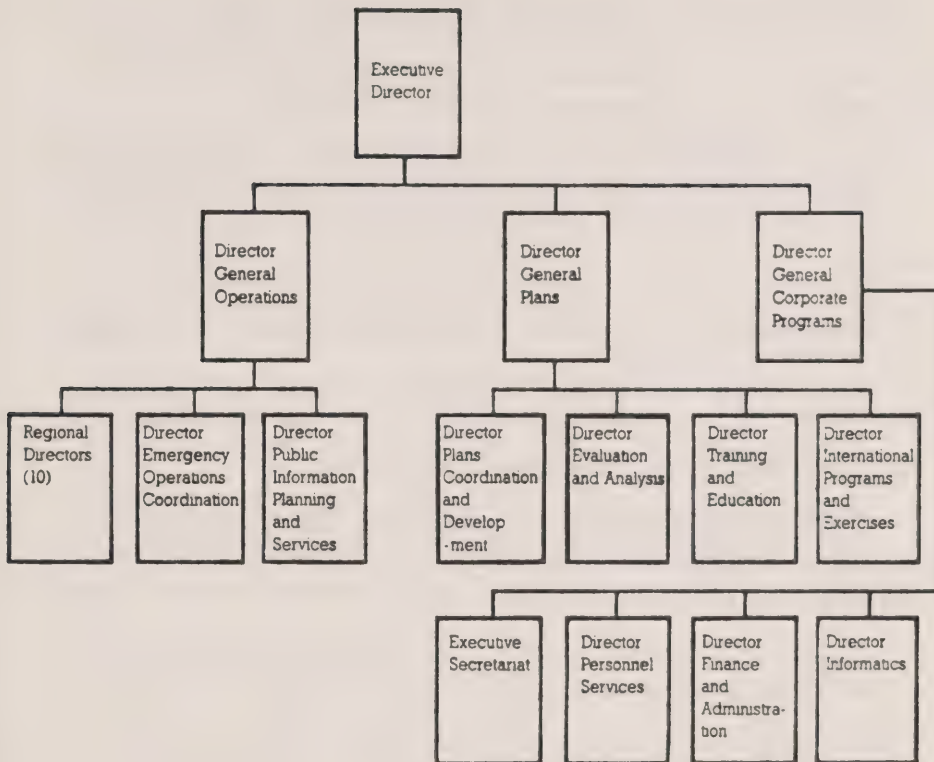 Executive
Director
Director
General
Operations
Director
General
Plans
Director
General
Corporate
Programs
Regional
Directors
(10)
Director
Emergency
Operations
Coordination
Director
Public
Information
Planning
and
Services
Director
Plans
Coordination
and
Develop
-ment
Director
Evaluation
and Analysis
Director
Training
and
Education
Director
International
Programs
and
Exercises
Executive
Secretariat
Director
Personnel
Services
Director
Finance
and
Administra-
tion
Director
Informatics